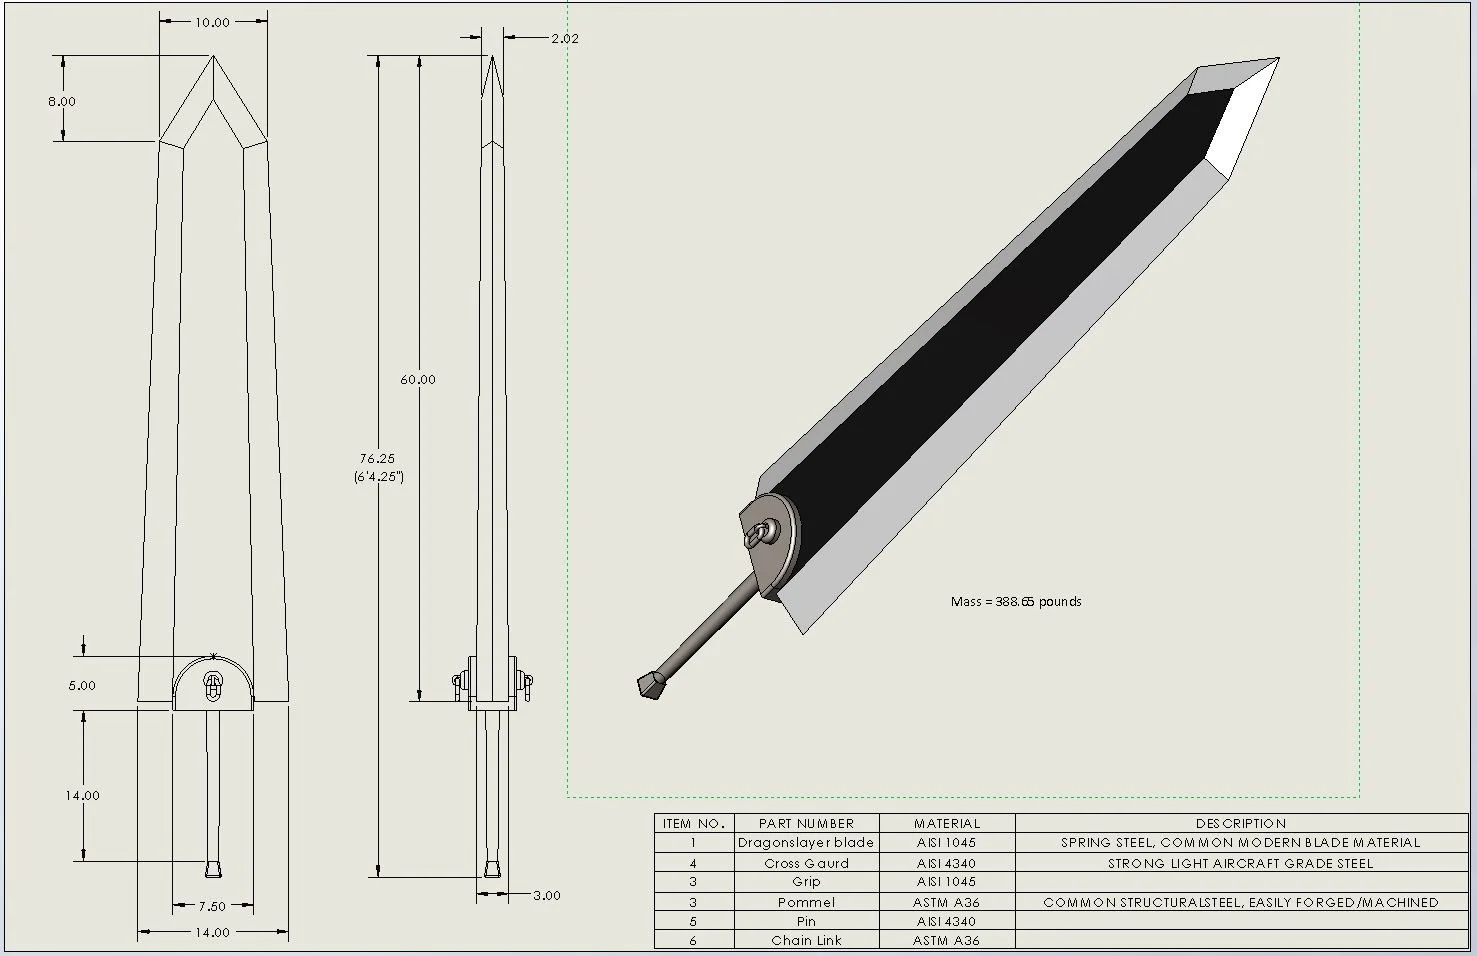 10.00
2.02
8.00
60.00
76.25
(6'4.25")
Mass = 388.65 pounds
5.00
14.00
7.50
3.00
14.00
ITEM NO. PART NUMBER MATERIAL DESCRIPTION
1 Dragonslayer blade AISI 1045 SPRING STEEL, COMMON MODERN BLADE MATERIAL
4 Cross Gaurd AISI 4340 STRONG LIGHT AIRCRAFT GRADE STEEL
3 Grip AISI 1045
3 Pommel ASTM A36 COMMON STRUCTURALSTEEL, EASILY FORGED/MACHINED
5 Pin AISI 4340
6 Chain Link ASTM A36